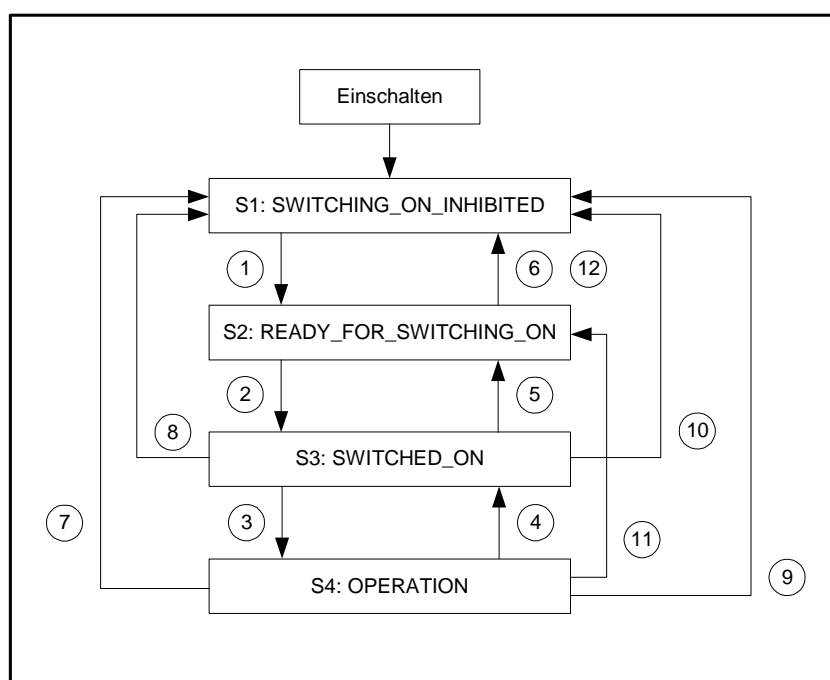 Einschalten
S1: SWITCHING_ON_INHIBITED
1
6
12
S2: READY_FOR_SWITCHING_ON
2
5
8
10
S3: SWITCHED_ON
7
3
4
11
9
S4: OPERATION